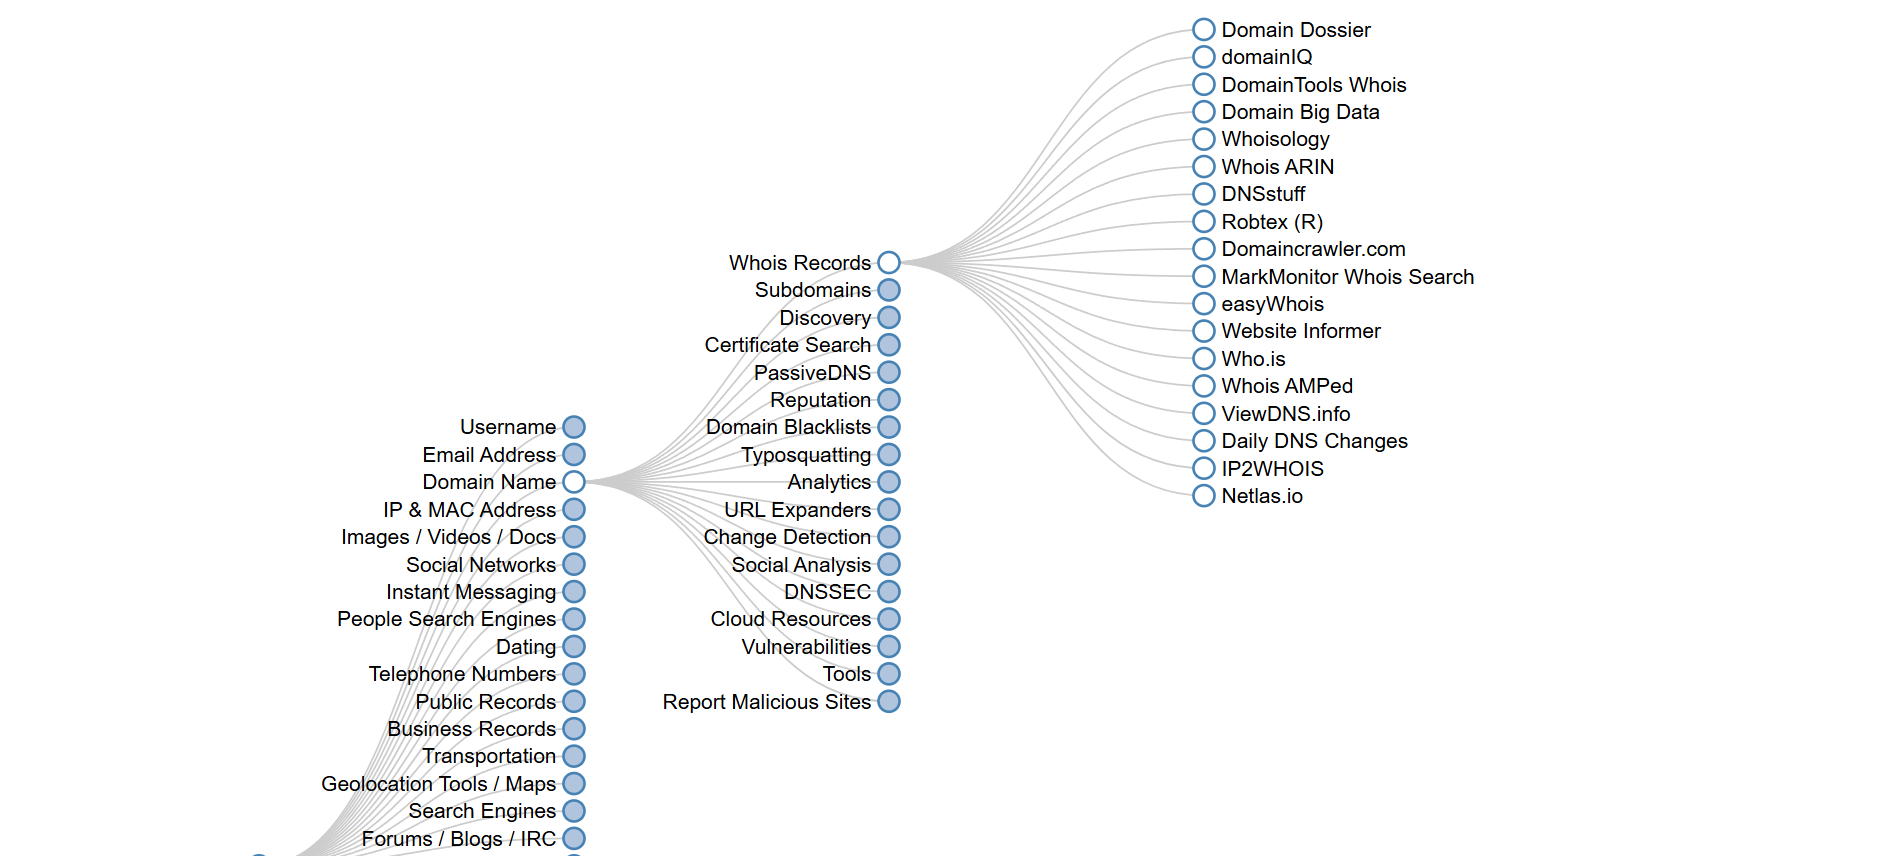 Domain Dossier
domainIQ
DomainTools Whois
Domain Big Data
Whoisology
Whois ARIN
DNSstuff
Robtex (R)
Domaincrawler.com
MarkMonitor Whois Search
easyWhois
Website Informer
Who.is
Whois AMPed
ViewDNS.info
Daily DNS Changes
IP2WHOIS
Netlas.io
Whois Records
Subdomains
Discovery
Certificate Search
PassiveDNS
Reputation
Domain Blacklists
Typosquatting
Analytics
URL Expanders
Change Detection
Social Analysis
DNSSEC
Cloud Resources
Vulnerabilities
Tools
Report Malicious Sites
Username
Email Address
Domain Name
IP & MAC Address
Images / Videos / Docs
Social Networks
Instant Messaging
People Search Engines
Dating
Telephone Numbers
Public Records
Business Records
Transportation
Geolocation Tools / Maps
Search Engines
Forums / Blogs / IRC